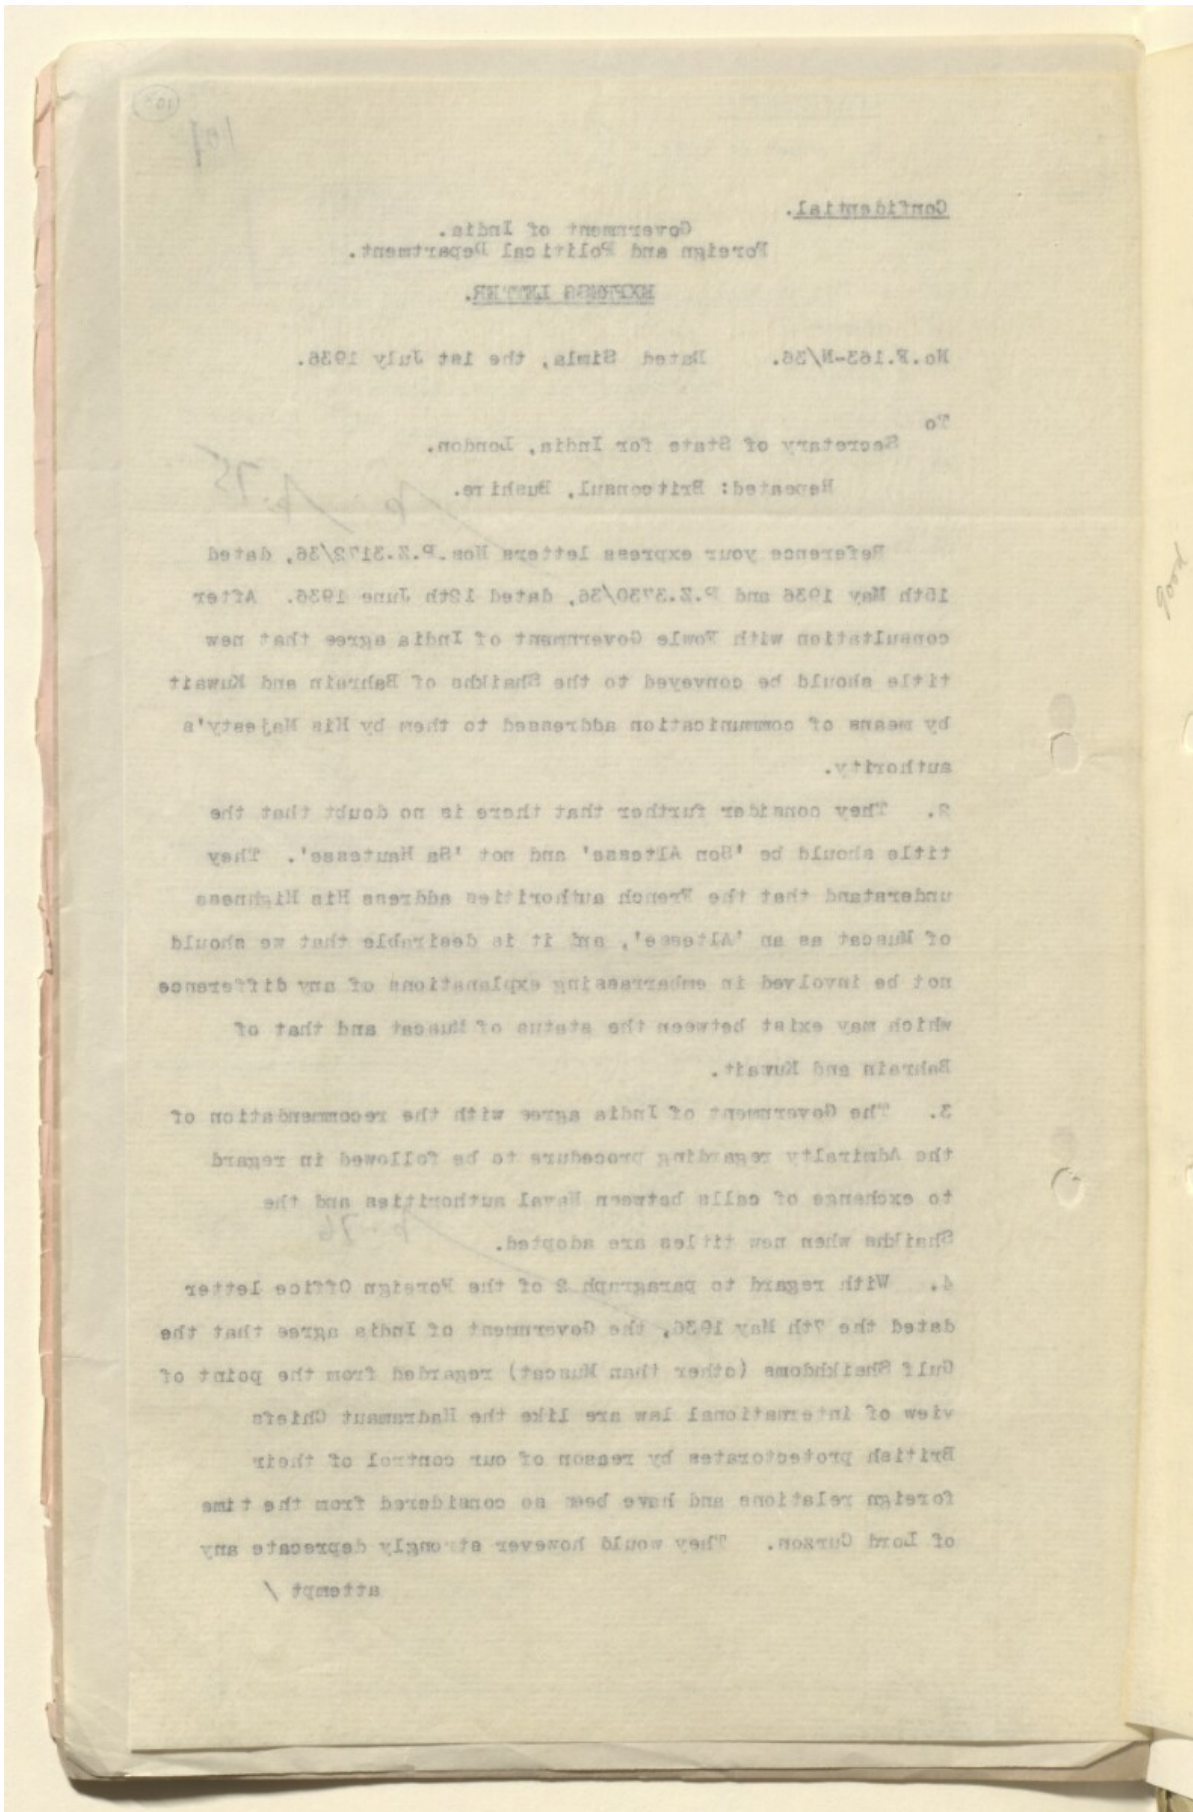 107
Confidential.
Government of India.
Foreign and Political Department.
EXPRESS LETTER.
No.F.163-N/36. Dated Simla, the 1st July 1936.
To
Secretary of State for India, London.
Repeated: Britconsul, Bushire.
p. 75
Reference your express letters Nos.P.Z.3172/36, dated
15th May 1936 and P.Z.3730/36, dated 12th June 1936. After
consultation with Fowle Government of India agree that new
title should be conveyed to the Shaikhs of Bahrain and Kuwait
by means of communication addressed to them by His Majesty's
authority.
2. They consider further that there is no doubt that the
title should be 'Son Altesse' and not 'Sa Hautesse'. They
understand that the French authorities address His Highness
of Muscat as an 'Altesse', and it is desirable that we should
not be involved in embarrassing explanations of any difference
which may exist between the status of Muscat and that of
Bahrain and Kuwait.
3. The Government of India agree with the recommendation of
the Admiralty regarding procedure to be followed in regard
to exchange of calls between Naval authorities and the
Shaikhs when new titles are adopted.
p. 76
4. With regard to paragraph 2 of the Foreign Office letter
dated the 7th May 1936, the Government of India agree that the
Gulf Shaikhdoms (other than Muscat) regarded from the point of
view of international law are like the Hadramaut Chiefs
British protectorates by reason of our control of their
foreign relations and have been so considered from the time
of Lord Curzon. They would however strongly deprecate any
attempt /